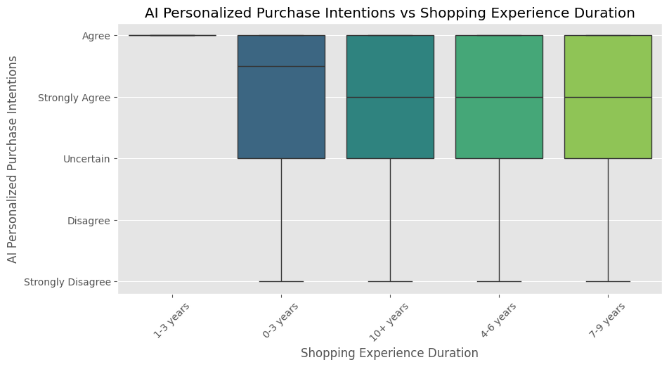 AI Personalized Purchase Intentions vs Shopping Experience Duration
AI Personalized Purchase Intentions
Agree
Strongly Agree
Uncertain
Disagree
Strongly Disagree
1-3 years
0-3 years
10+ years
4-6 years
7-9 years
Shopping Experience Duration